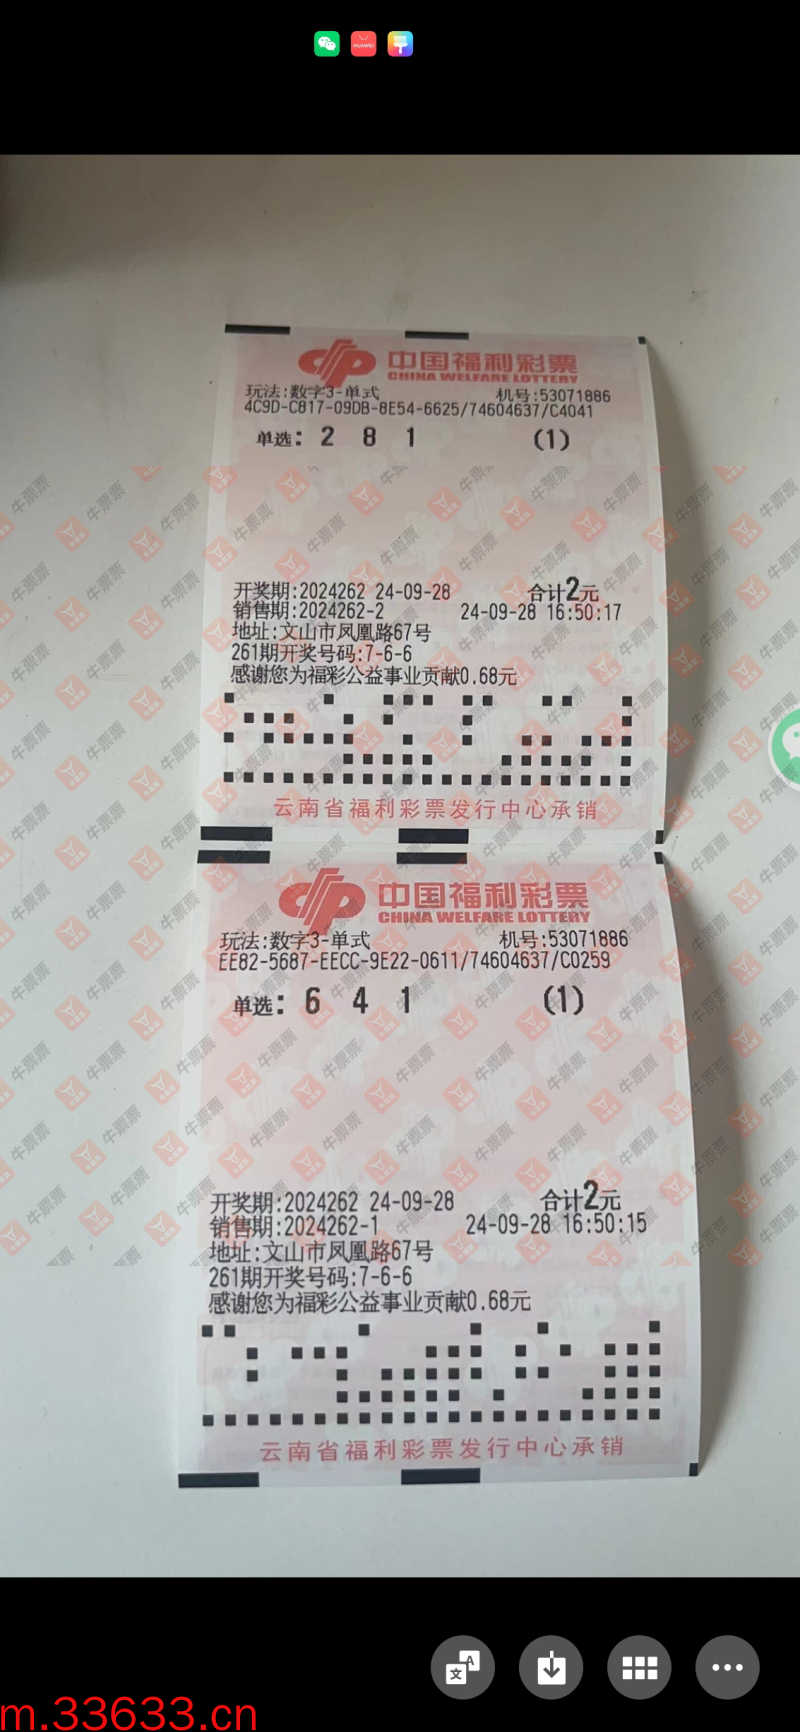 中国福利彩票
CHINA WELFARE LOTTERY
玩法:数字3-单式 机号:53071886
4C9D-C817-09DB-8E54-6625/74604637/C4041
单选: 2 8 1 (1)
开奖期:2024262 24-09-28 合计2元
销售期:2024262-2 24-09-28 16:50:17
地址:文山市凤凰路67号
261期开奖号码:7-6-6
感谢您为福彩公益事业贡献0.68元
云南省福利彩票发行中心承销
中国福利彩票
CHINA WELFARE LOTTERY
玩法:数字3-单式 机号:53071886
EE82-5687-EECC-9E22-0611/74604637/C0259
单选: 6 4 1 (1)
开奖期:2024262 24-09-28 合计2元
销售期:2024262-1 24-09-28 16:50:15
地址:文山市凤凰路67号
261期开奖号码:7-6-6
感谢您为福彩公益事业贡献0.68元
云南省福利彩票发行中心承销
牛票票
m.33633.cn